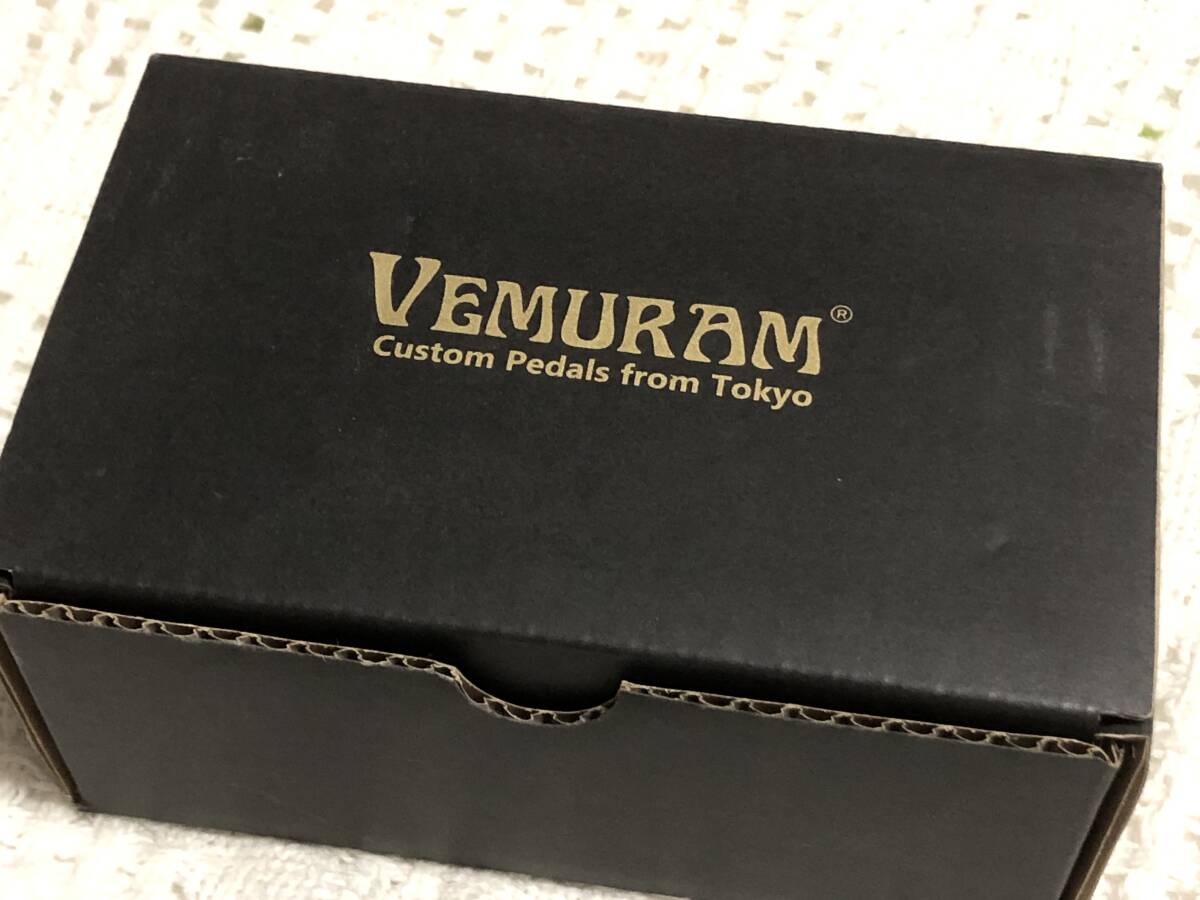 VEMURAM®
Custom Pedals from Tokyo